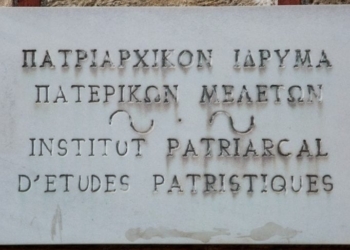 ΠΑΤΡΙΑΡΧΙΚΟΝ ΙΔΡΥΜΑ
ΠΑΤΕΡΙΚΩΝ ΜΕΛΕΤΩΝ
INSTITUT PATRIARCAL
D'ETUDES PATRISTIQUES